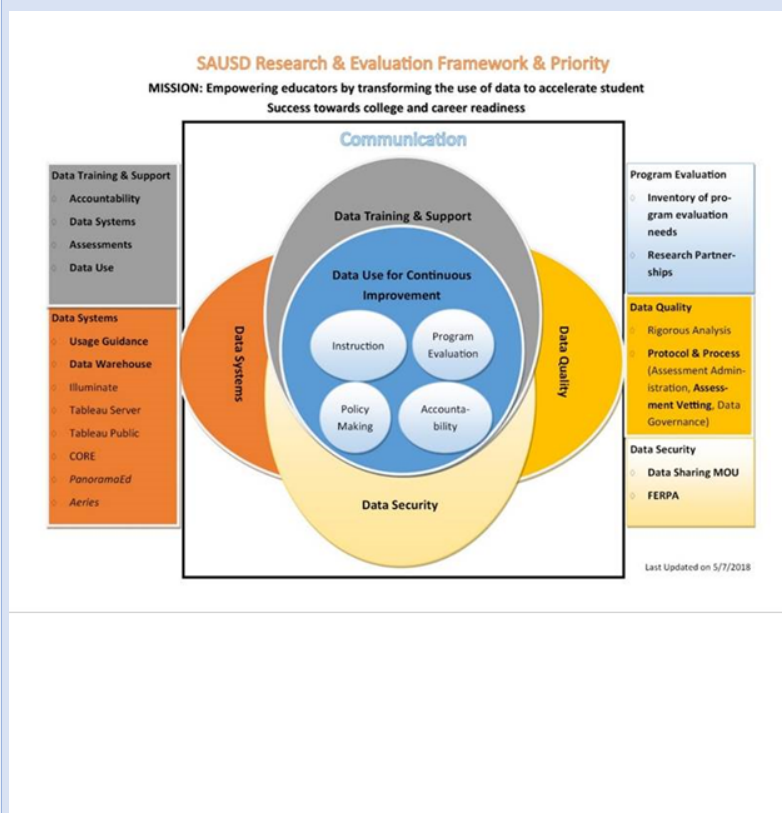 SAUSD Research & Evaluation Framework & Priority
MISSION: Empowering educators by transforming the use of data to accelerate student
Success towards college and career readiness
Communication
Data Training & Support
◊ Accountability
◊ Data Systems
◊ Assessments
◊ Data Use
Data Systems
◊ Usage Guidance
◊ Data Warehouse
◊ Illuminate
◊ Tableau Server
◊ Tableau Public
◊ CORE
◊ PanoramaEd
◊ Aeries
Data Training & Support
Data Use for Continuous
Improvement
Instruction
Program
Evaluation
Policy
Making
Accounta-
bility
Data Systems
Data Quality
Data Security
Program Evaluation
◊ Inventory of pro-
gram evaluation
needs
◊ Research Partner-
ships
Data Quality
◊ Rigorous Analysis
◊ Protocol & Process
(Assessment Admin-
istration, Assess-
ment Vetting, Data
Governance)
Data Security
◊ Data Sharing MOU
◊ FERPA
Last Updated on 5/7/2018